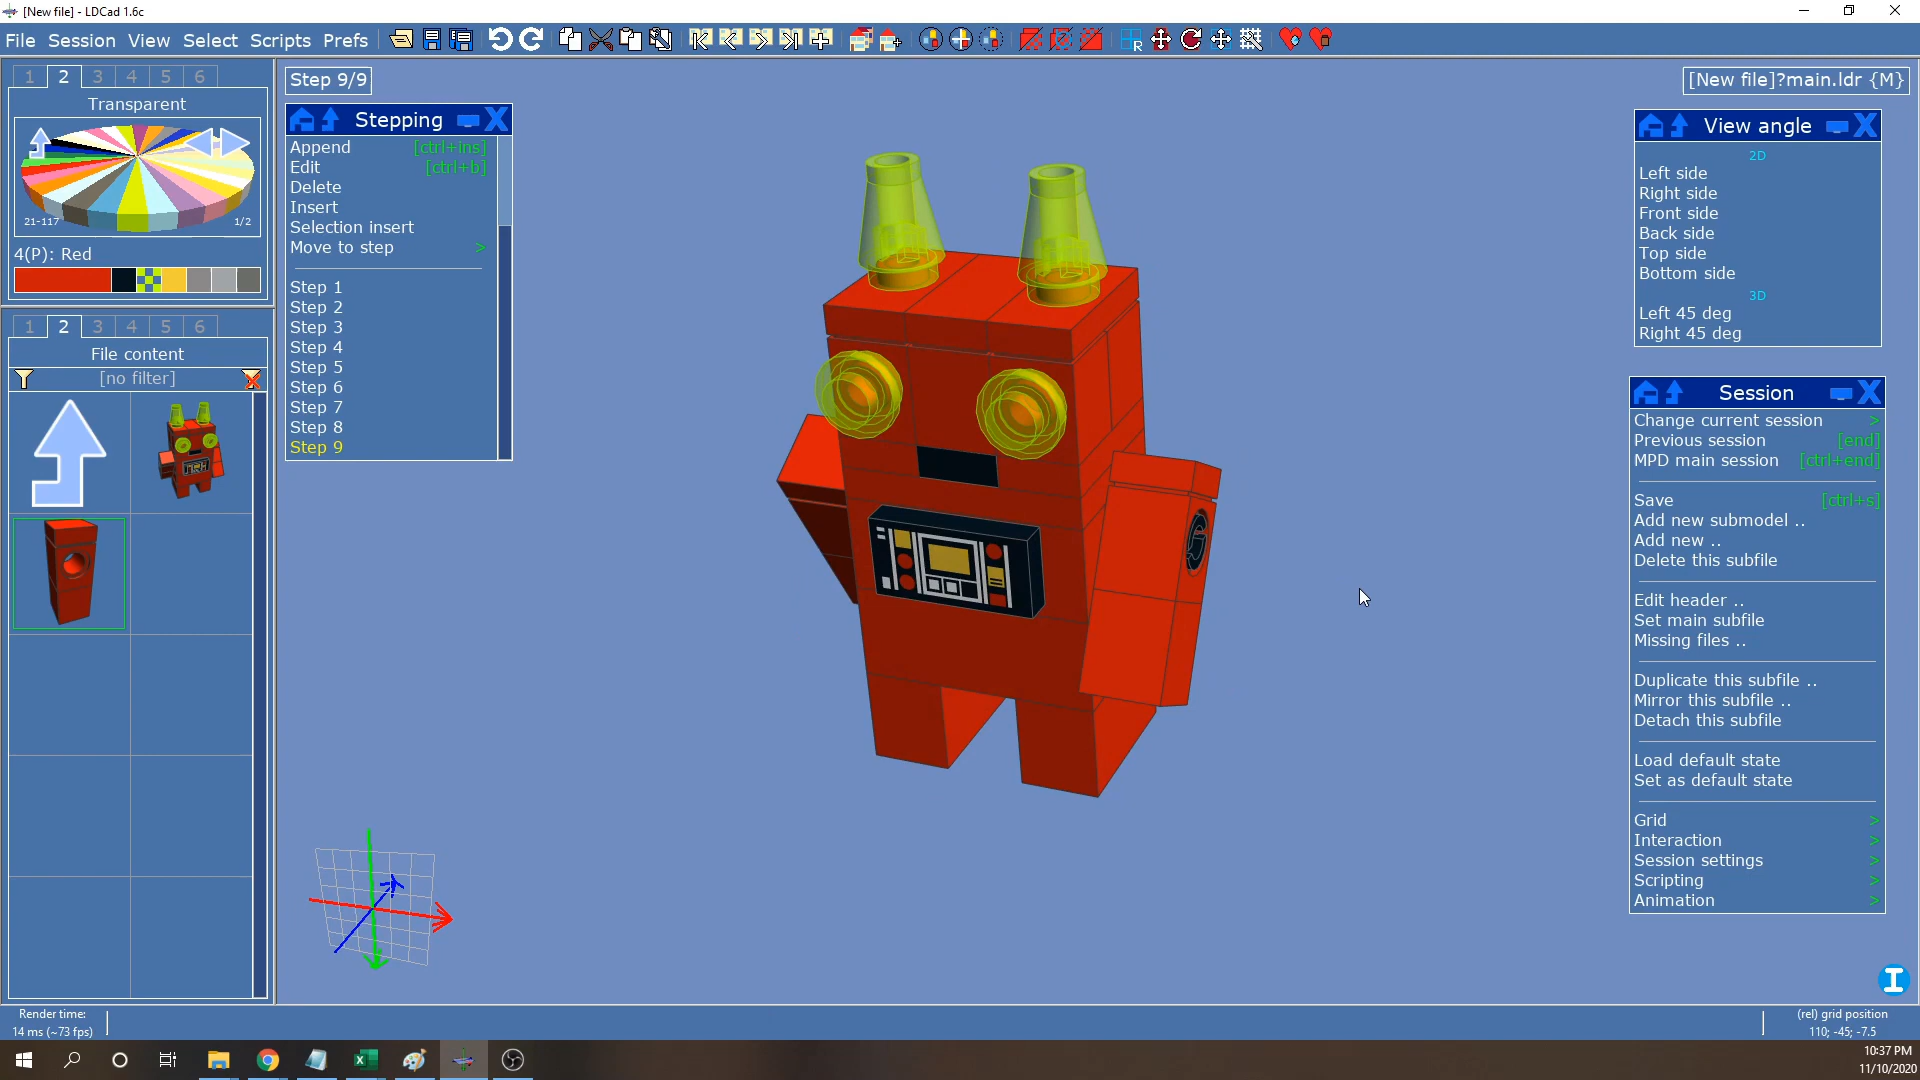 [New file] - LDCad 1.6c
File Session View Select Scripts Prefs
1 2 3 4 5 6
Transparent
21-117 1/2
4(P): Red
1 2 3 4 5 6
File content
[no filter]
Step 9/9
Stepping
Append [ctrl+ins]
Edit [ctrl+b]
Delete
Insert
Selection insert
Move to step >
Step 1
Step 2
Step 3
Step 4
Step 5
Step 6
Step 7
Step 8
Step 9
[New file]?main.ldr {M}
View angle
2D
Left side
Right side
Front side
Back side
Top side
Bottom side
3D
Left 45 deg
Right 45 deg
Session
Change current session >
Previous session [end]
MPD main session [ctrl+end]
Save [ctrl+s]
Add new submodel ..
Add new ..
Delete this subfile
Edit header ..
Set main subfile
Missing files ..
Duplicate this subfile ..
Mirror this subfile ..
Detach this subfile
Load default state
Set as default state
Grid >
Interaction >
Session settings >
Scripting >
Animation >
Render time:
14 ms (~73 fps)
(rel) grid position
110; -45; -7.5
10:37 PM
11/10/2020